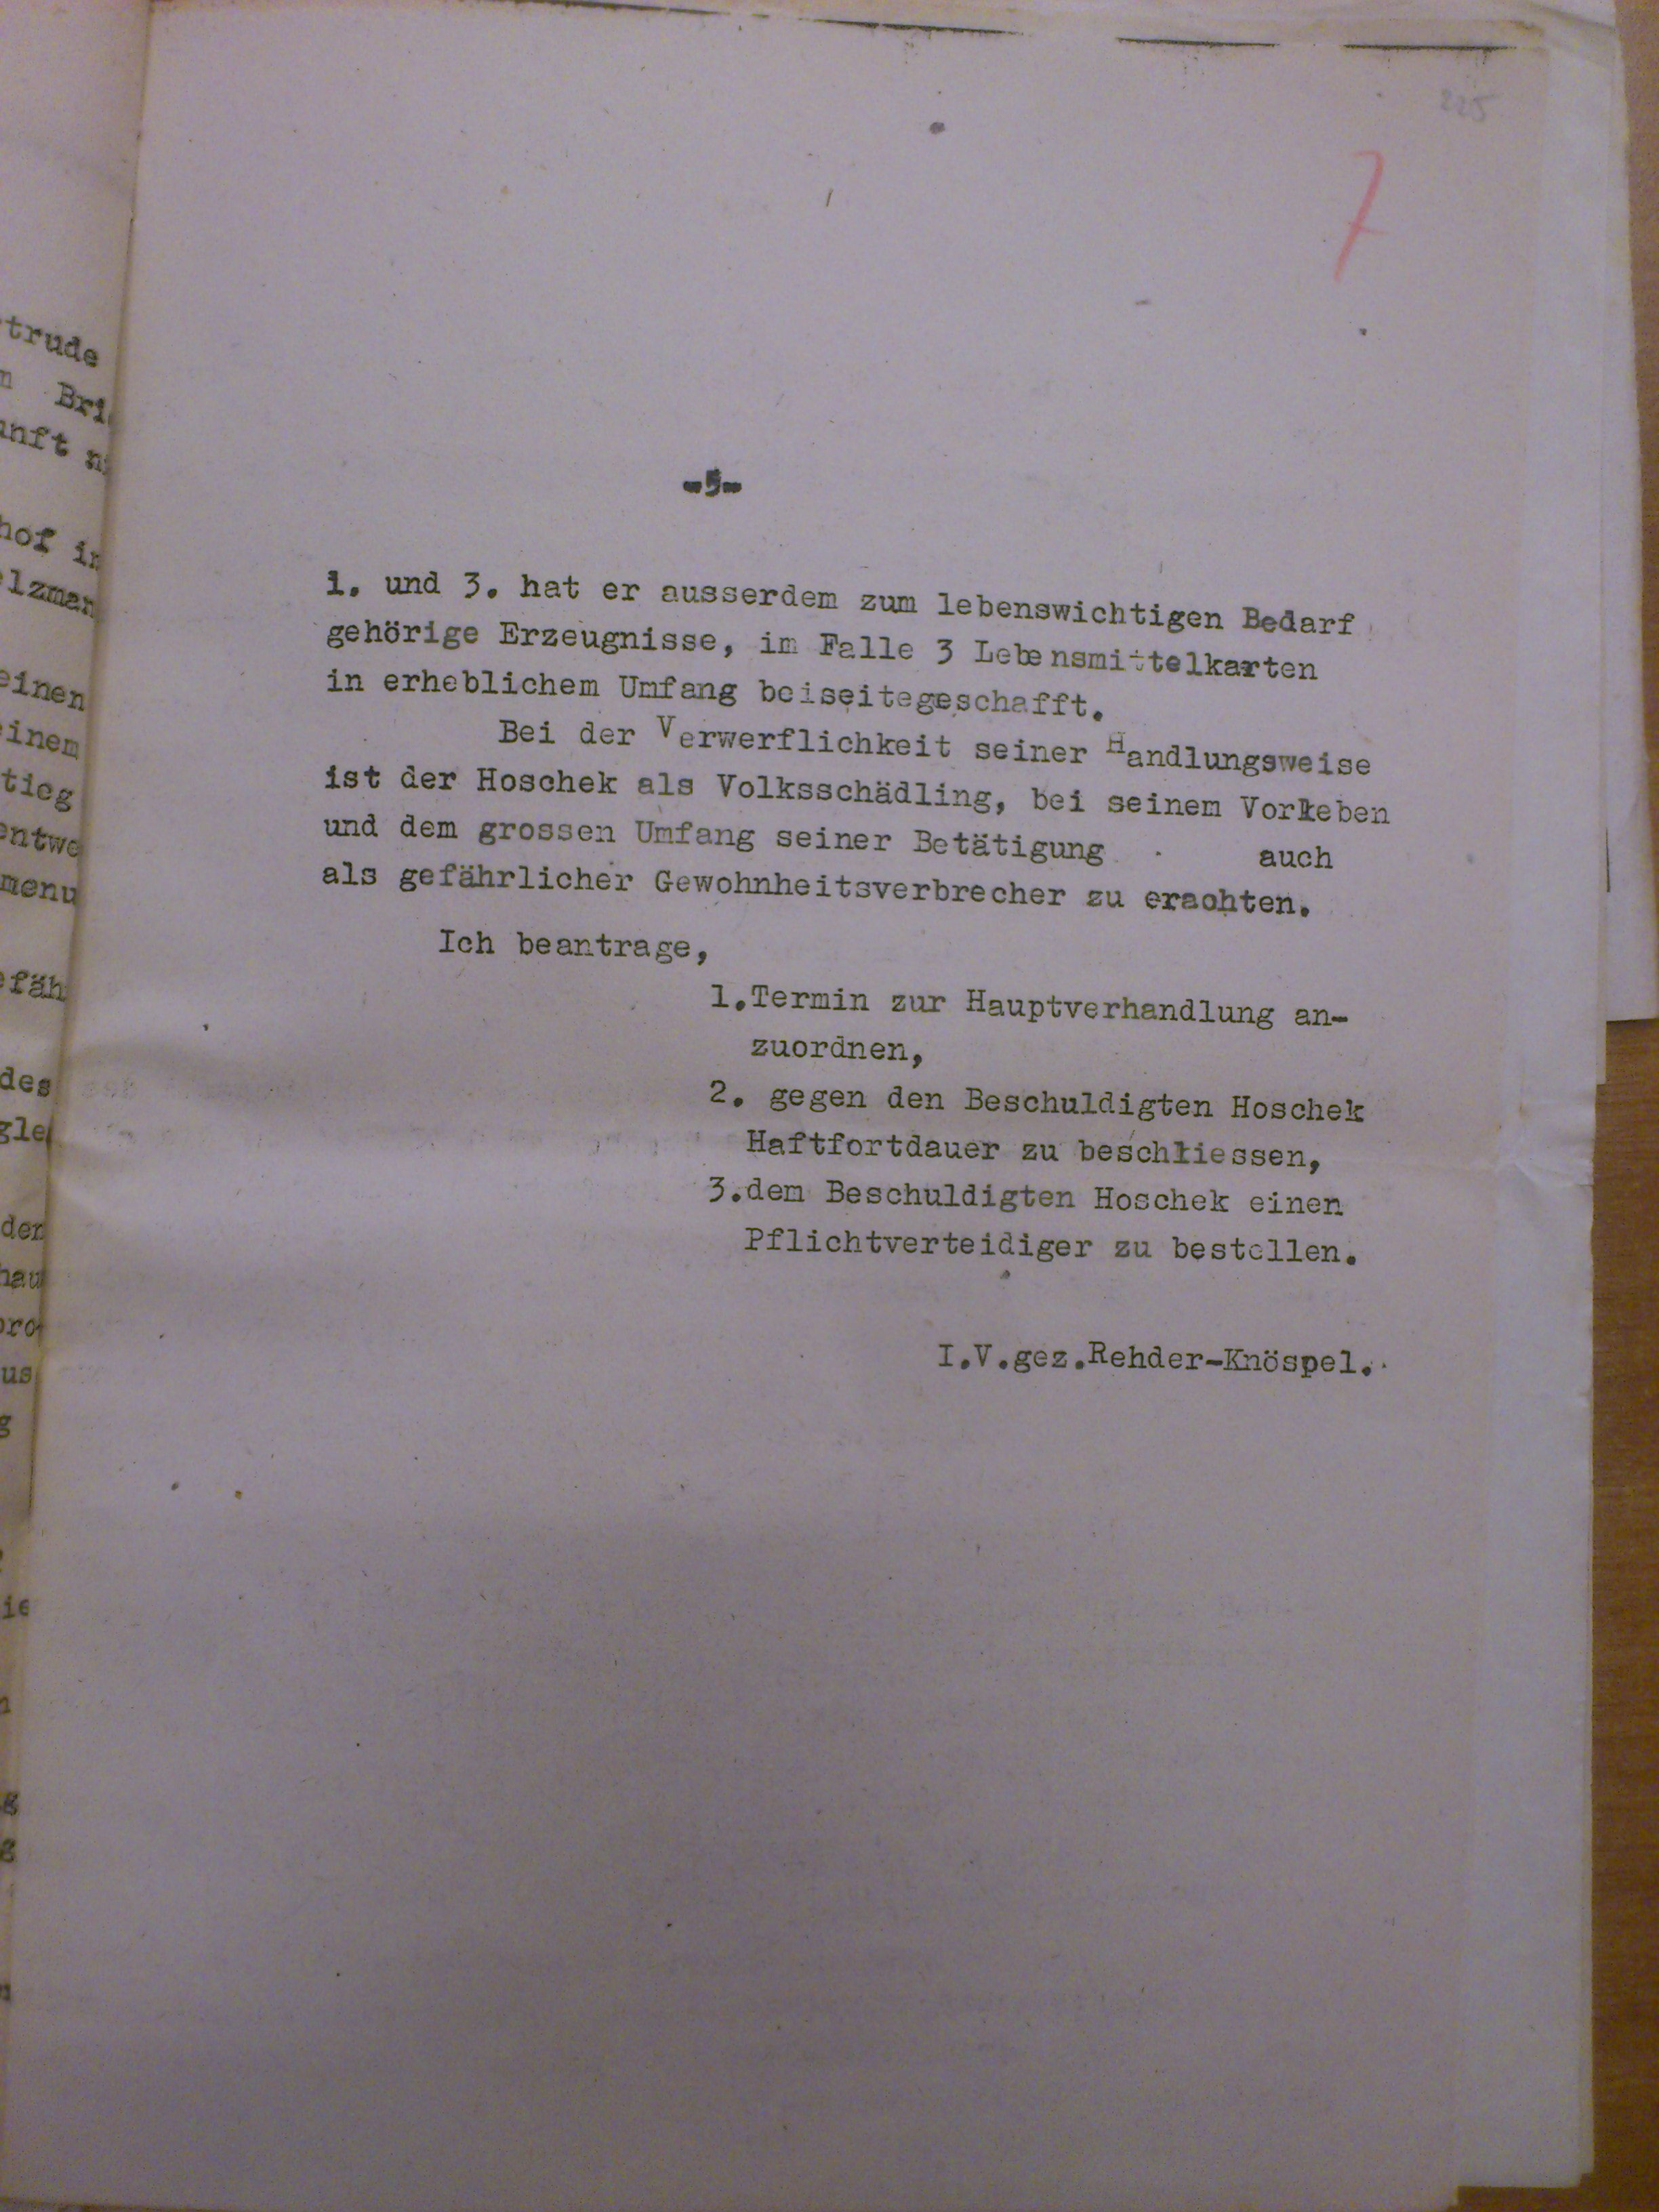 225
7
-5-
1. und 3. hat er ausserdem zum lebenswichtigen Bedarf
gehörige Erzeugnisse, im Falle 3 Lebensmittelkarten
in erheblichem Umfang beiseitegeschafft.
Bei der Verwerflichkeit seiner Handlungsweise
ist der Hoschek als Volksschädling, bei seinem Vorleben
und dem grossen Umfang seiner Betätigung auch
als gefährlicher Gewohnheitsverbrecher zu erachten.
Ich beantrage,
1.Termin zur Hauptverhandlung an-
zuordnen,
2. gegen den Beschuldigten Hoschek
Haftfortdauer zu beschliessen,
3.dem Beschuldigten Hoschek einen
Pflichtverteidiger zu bestellen.
I.V.gez.Rehder-Knöspel.